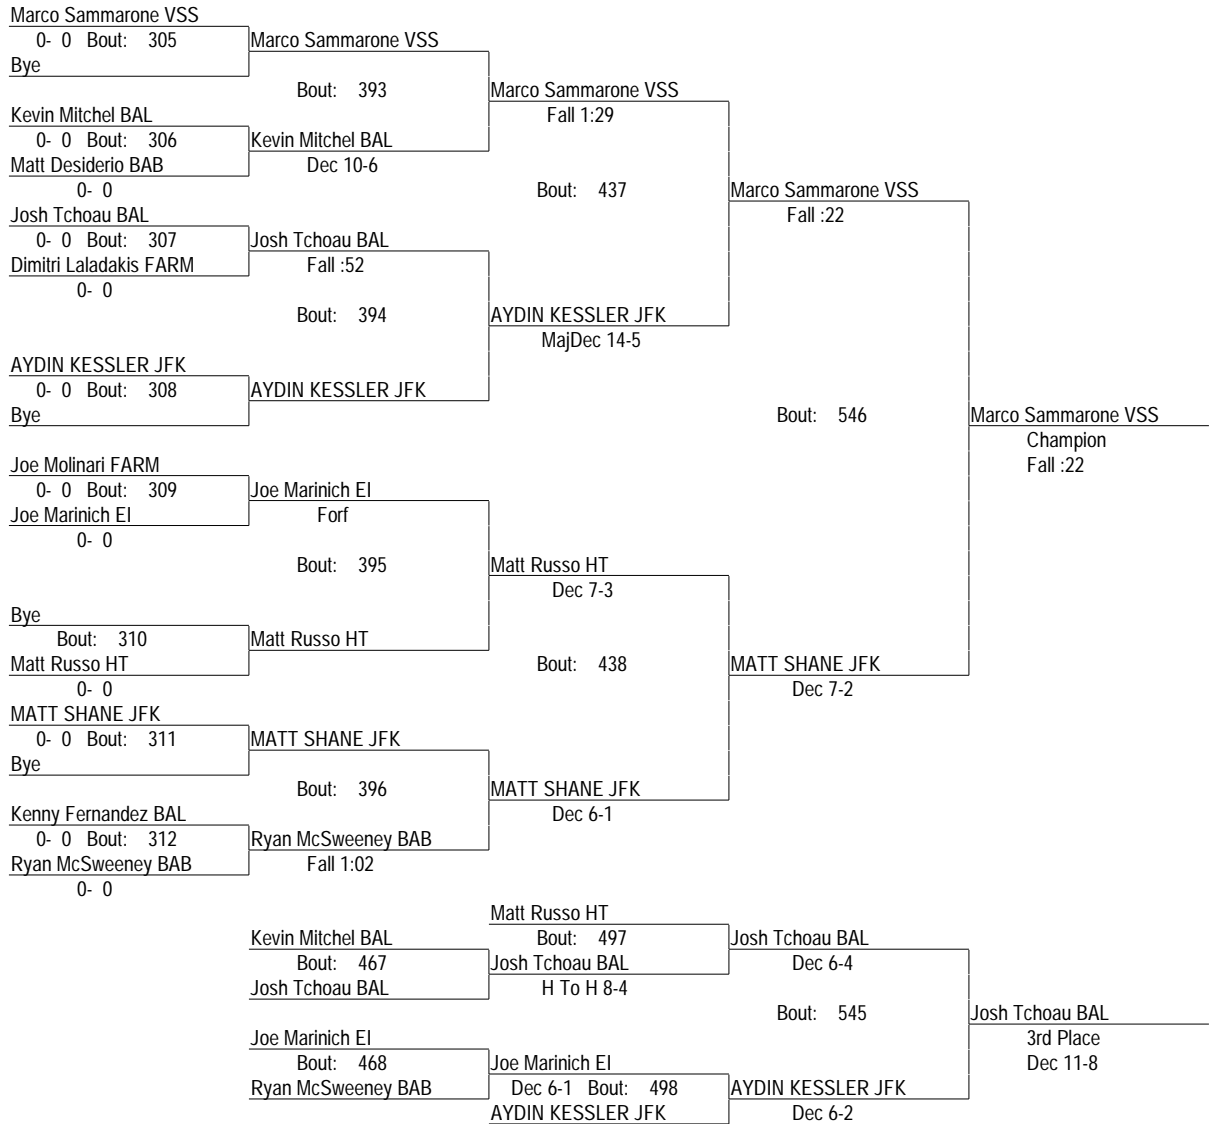 Marco Sammarone VSS
0- 0 Bout: 305
Marco Sammarone VSS
Bye
Bout: 393
Marco Sammarone VSS
Kevin Mitchel BAL
Fall 1:29
0- 0 Bout: 306
Kevin Mitchel BAL
Matt Desiderio BAB
Dec 10-6
0- 0
Bout: 437
Marco Sammarone VSS
Josh Tchoau BAL
Fall :22
0- 0 Bout: 307
Josh Tchoau BAL
Dimitri Laladakis FARM
Fall :52
0- 0
Bout: 394
AYDIN KESSLER JFK
MajDec 14-5
AYDIN KESSLER JFK
0- 0 Bout: 308
AYDIN KESSLER JFK
Bye
Bout: 546
Marco Sammarone VSS
Champion
Joe Molinari FARM
Fall :22
0- 0 Bout: 309
Joe Marinich EI
Joe Marinich EI
Forf
0- 0
Bout: 395
Matt Russo HT
Dec 7-3
Bye
Bout: 310
Matt Russo HT
Matt Russo HT
Bout: 438
MATT SHANE JFK
0- 0
Dec 7-2
MATT SHANE JFK
0- 0 Bout: 311
MATT SHANE JFK
Bye
Bout: 396
MATT SHANE JFK
Kenny Fernandez BAL
Dec 6-1
0- 0 Bout: 312
Ryan McSweeney BAB
Ryan McSweeney BAB
Fall 1:02
0- 0
Matt Russo HT
Kevin Mitchel BAL
Bout: 497
Josh Tchoau BAL
Bout: 467
Josh Tchoau BAL
Dec 6-4
Josh Tchoau BAL
H To H 8-4
Bout: 545
Josh Tchoau BAL
Joe Marinich EI
3rd Place
Bout: 468
Joe Marinich EI
Dec 11-8
Ryan McSweeney BAB
Dec 6-1 Bout: 498
AYDIN KESSLER JFK
AYDIN KESSLER JFK
Dec 6-2